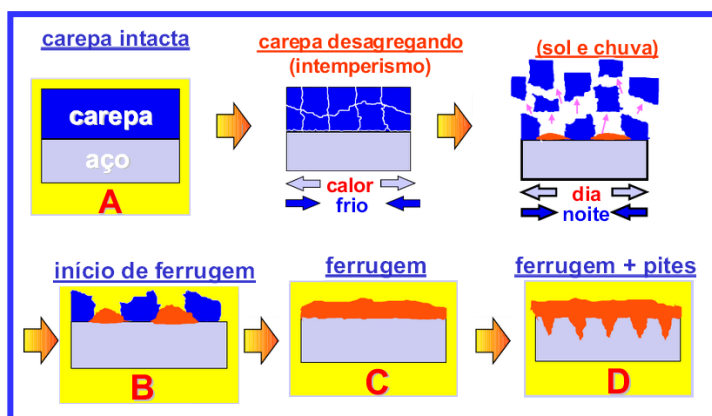 carepa intacta
carepa desagregando
(intemperismo)
(sol e chuva)
carepa
aço
A
calor
frio
dia
noite
início de ferrugem
ferrugem
ferrugem + pites
B
C
D